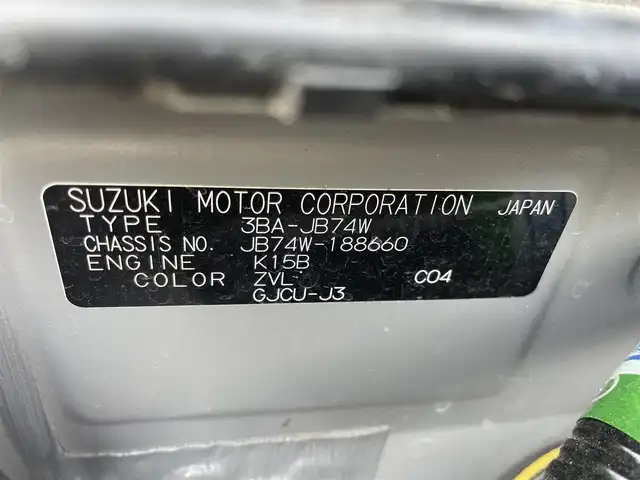 SUZUKI MOTOR CORPORATION JAPAN
TYPE 3BA-JB74W
CHASSIS NO. JB74W-188660
ENGINE K15B
COLOR ZVL C04
GJCU-J3